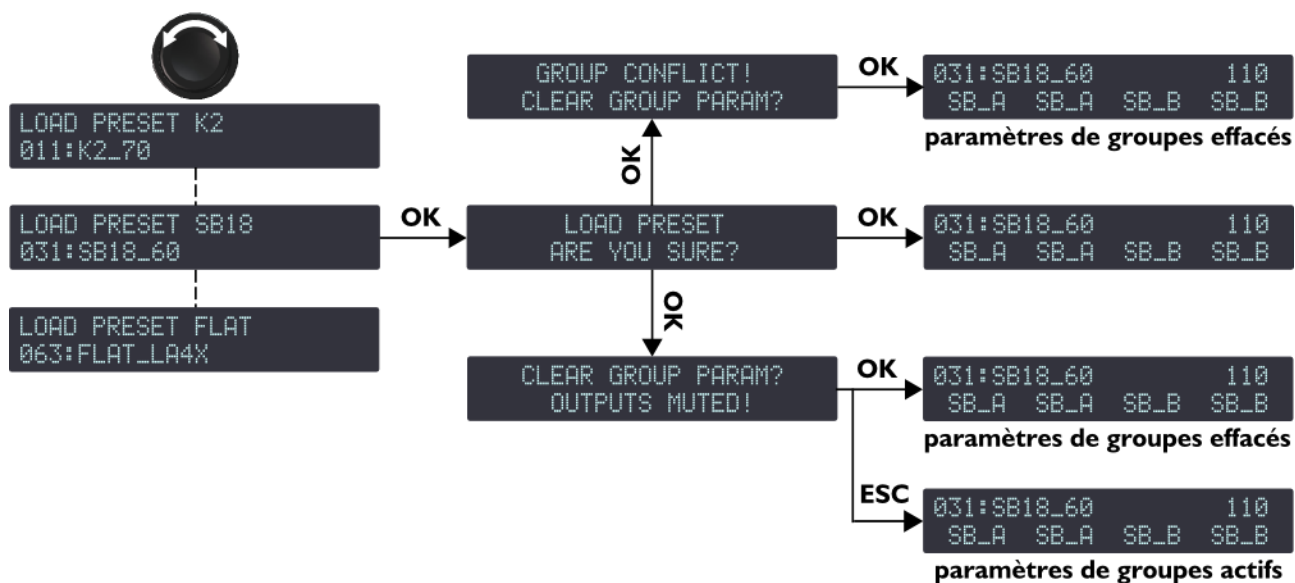 LOAD PRESET K2
011:K2_70
LOAD PRESET SB18
031:SB18_60
LOAD PRESET FLAT
063:FLAT_LA4X
OK
GROUP CONFLICT!
CLEAR GROUP PARAM?
OK
LOAD PRESET
ARE YOU SURE?
OK
CLEAR GROUP PARAM?
OUTPUTS MUTED!
OK
031:SB18_60 110
SB_A SB_A SB_B SB_B
paramètres de groupes effacés
OK
031:SB18_60 110
SB_A SB_A SB_B SB_B
OK
031:SB18_60 110
SB_A SB_A SB_B SB_B
paramètres de groupes effacés
ESC
031:SB18_60 110
SB_A SB_A SB_B SB_B
paramètres de groupes actifs